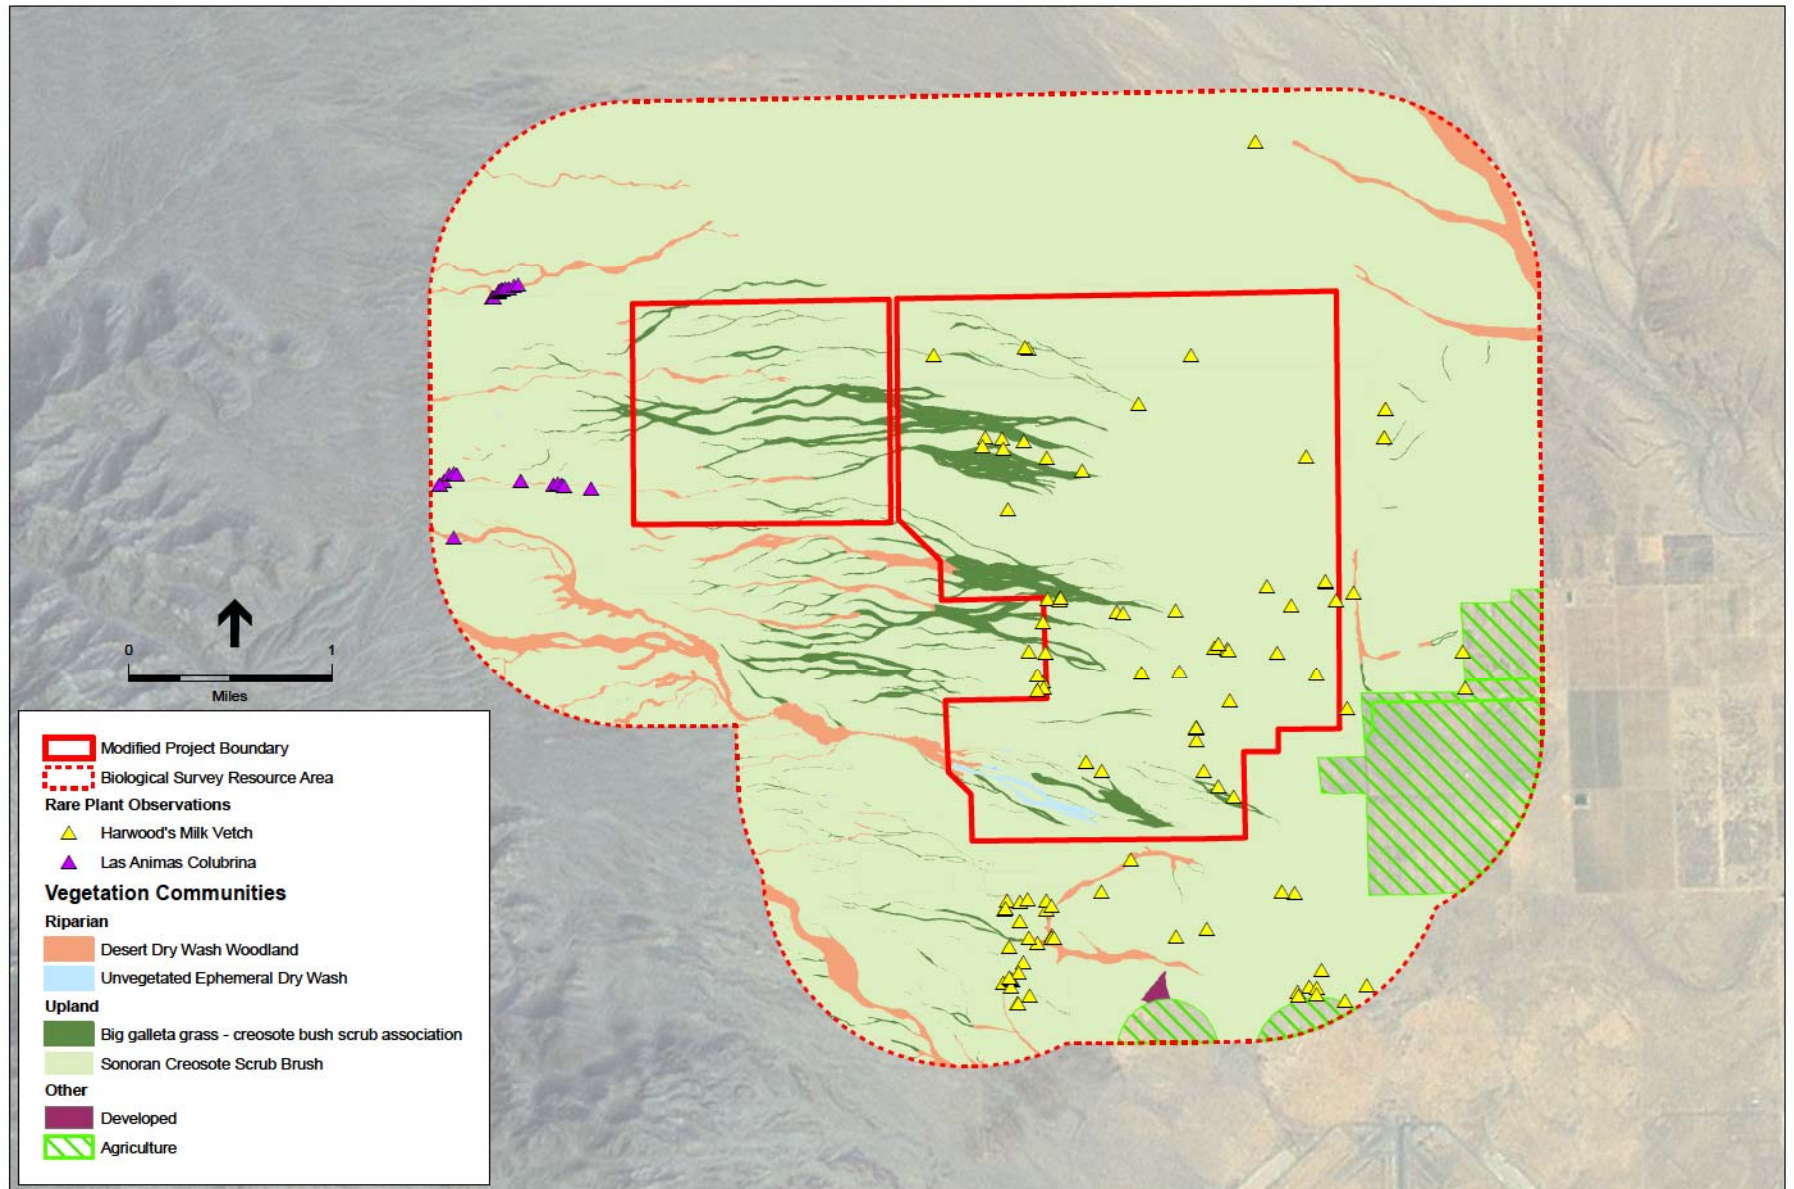 0 1
Miles
Modified Project Boundary
Biological Survey Resource Area
Rare Plant Observations
Harwood's Milk Vetch
Las Animas Colubrina
Vegetation Communities
Riparian
Desert Dry Wash Woodland
Unvegetated Ephemeral Dry Wash
Upland
Big galleta grass - creosote bush scrub association
Sonoran Creosote Scrub Brush
Other
Developed
Agriculture